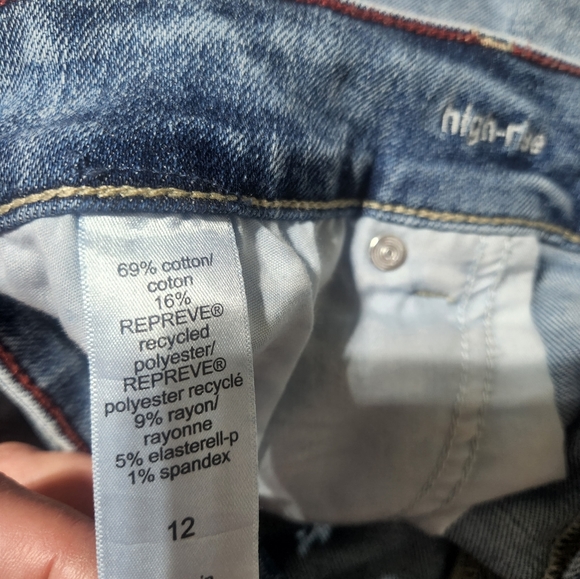 high-rise
69% cotton/
coton
16%
REPREVE®
recycled
polyester/
REPREVE®
polyester recyclé
9% rayon/
rayonne
5% elasterell-p
1% spandex
12